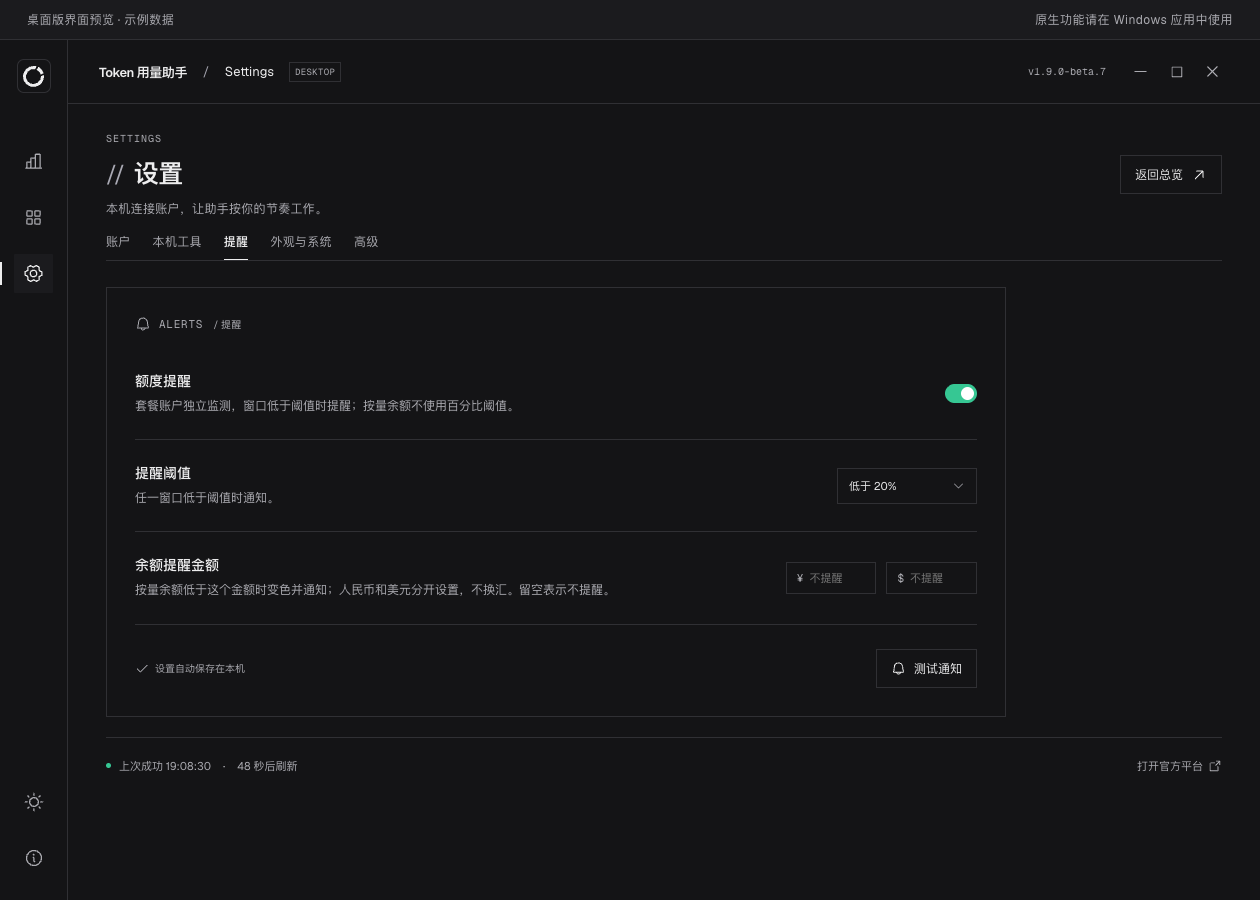 桌面版界面预览 · 示例数据
原生功能请在 Windows 应用中使用
Token 用量助手 / Settings DESKTOP
v1.9.0-beta.7
SETTINGS
// 设置
返回总览
本机连接账户，让助手按你的节奏工作。
账户 本机工具 提醒 外观与系统 高级
ALERTS / 提醒
额度提醒
套餐账户独立监测，窗口低于阈值时提醒；按量余额不使用百分比阈值。
提醒阈值
任一窗口低于阈值时通知。
低于 20%
余额提醒金额
按量余额低于这个金额时变色并通知；人民币和美元分开设置，不换汇。留空表示不提醒。
¥ 不提醒
$ 不提醒
设置自动保存在本机
测试通知
上次成功 19:08:30 · 48 秒后刷新
打开官方平台